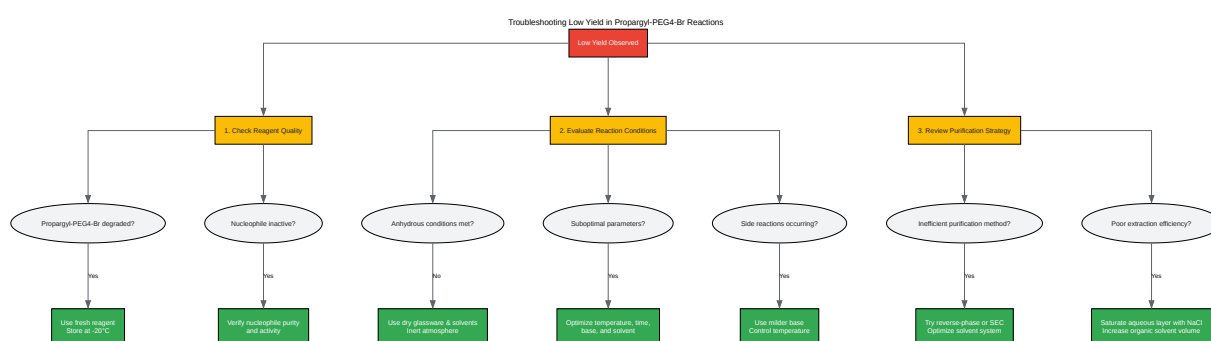 Troubleshooting Low Yield in Propargyl-PEG4-Br Reactions
Low Yield Observed
1. Check Reagent Quality
2. Evaluate Reaction Conditions
3. Review Purification Strategy
Propargyl-PEG4-Br degraded?
Nucleophile inactive?
Anhydrous conditions met?
Suboptimal parameters?
Side reactions occurring?
Inefficient purification method?
Poor extraction efficiency?
Yes
Yes
No
Yes
Yes
Yes
Yes
Use fresh reagent
Store at -20°C
Verify nucleophile purity
and activity
Use dry glassware & solvents
Inert atmosphere
Optimize temperature, time,
base, and solvent
Use milder base
Control temperature
Try reverse-phase or SEC
Optimize solvent system
Saturate aqueous layer with NaCl
Increase organic solvent volume